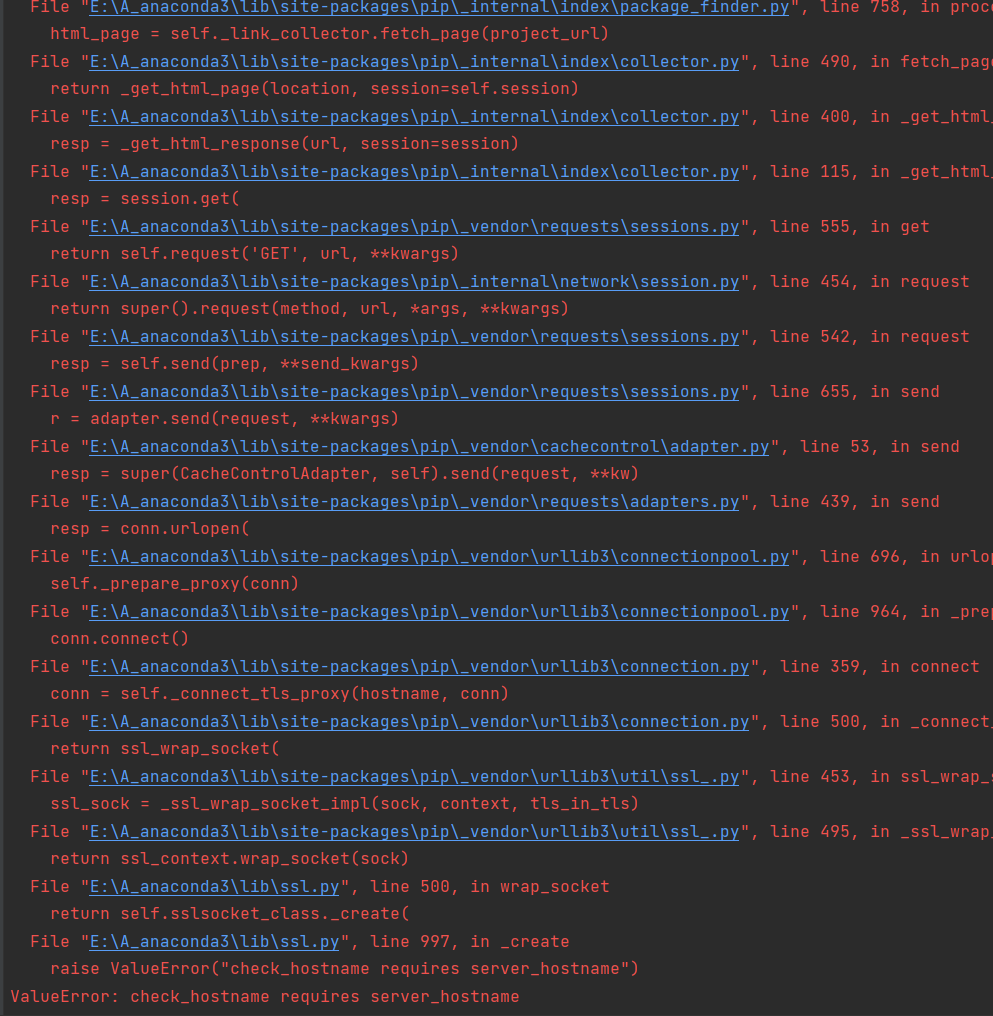 File "E:\A_anaconda3\lib\site-packages\pip\_internal\index\package_finder.py", line 758, in proc
html_page = self._link_collector.fetch_page(project_url)
File "E:\A_anaconda3\lib\site-packages\pip\_internal\index\collector.py", line 490, in fetch_page
return _get_html_page(location, session=self.session)
File "E:\A_anaconda3\lib\site-packages\pip\_internal\index\collector.py", line 400, in _get_html_
resp = _get_html_response(url, session=session)
File "E:\A_anaconda3\lib\site-packages\pip\_internal\index\collector.py", line 115, in _get_html_
resp = session.get(
File "E:\A_anaconda3\lib\site-packages\pip\_vendor\requests\sessions.py", line 555, in get
return self.request('GET', url, **kwargs)
File "E:\A_anaconda3\lib\site-packages\pip\_internal\network\session.py", line 454, in request
return super().request(method, url, *args, **kwargs)
File "E:\A_anaconda3\lib\site-packages\pip\_vendor\requests\sessions.py", line 542, in request
resp = self.send(prep, **send_kwargs)
File "E:\A_anaconda3\lib\site-packages\pip\_vendor\requests\sessions.py", line 655, in send
r = adapter.send(request, **kwargs)
File "E:\A_anaconda3\lib\site-packages\pip\_vendor\cachecontrol\adapter.py", line 53, in send
resp = super(CacheControlAdapter, self).send(request, **kw)
File "E:\A_anaconda3\lib\site-packages\pip\_vendor\requests\adapters.py", line 439, in send
resp = conn.urlopen(
File "E:\A_anaconda3\lib\site-packages\pip\_vendor\urllib3\connectionpool.py", line 696, in urlop
self._prepare_proxy(conn)
File "E:\A_anaconda3\lib\site-packages\pip\_vendor\urllib3\connectionpool.py", line 964, in _prep
conn.connect()
File "E:\A_anaconda3\lib\site-packages\pip\_vendor\urllib3\connection.py", line 359, in connect
conn = self._connect_tls_proxy(hostname, conn)
File "E:\A_anaconda3\lib\site-packages\pip\_vendor\urllib3\connection.py", line 500, in _connect_
return ssl_wrap_socket(
File "E:\A_anaconda3\lib\site-packages\pip\_vendor\urllib3\util\ssl_.py", line 453, in ssl_wrap_s
ssl_sock = _ssl_wrap_socket_impl(sock, context, tls_in_tls)
File "E:\A_anaconda3\lib\site-packages\pip\_vendor\urllib3\util\ssl_.py", line 495, in _ssl_wrap_
return ssl_context.wrap_socket(sock)
File "E:\A_anaconda3\lib\ssl.py", line 500, in wrap_socket
return self.sslsocket_class._create(
File "E:\A_anaconda3\lib\ssl.py", line 997, in _create
raise ValueError("check_hostname requires server_hostname")
ValueError: check_hostname requires server_hostname